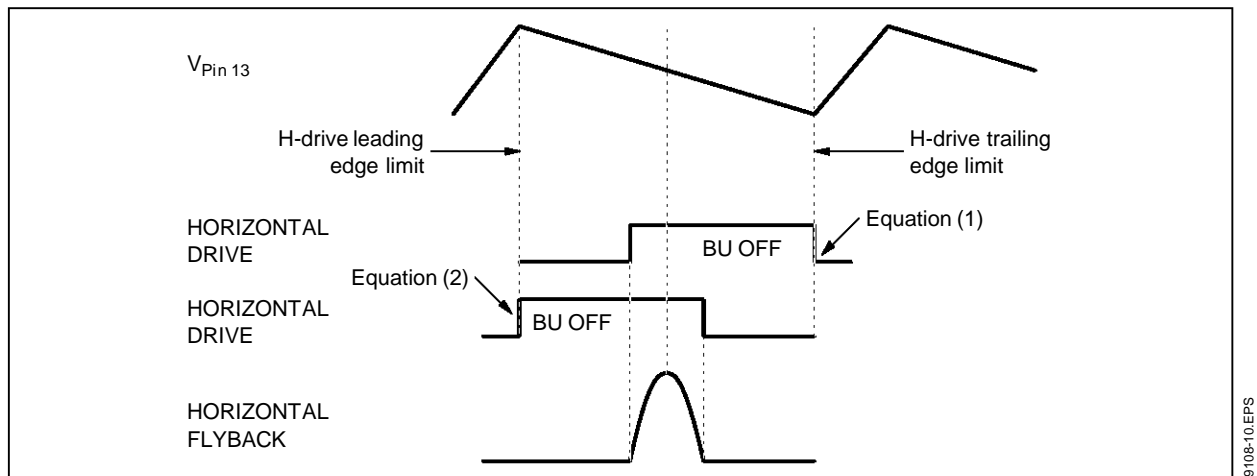 VPin 13
H-drive leading
edge limit
H-drive trailing
edge limit
HORIZONTAL
DRIVE
BU OFF
Equation (1)
Equation (2)
HORIZONTAL
DRIVE
BU OFF
HORIZONTAL
FLYBACK
9108-10.EPS